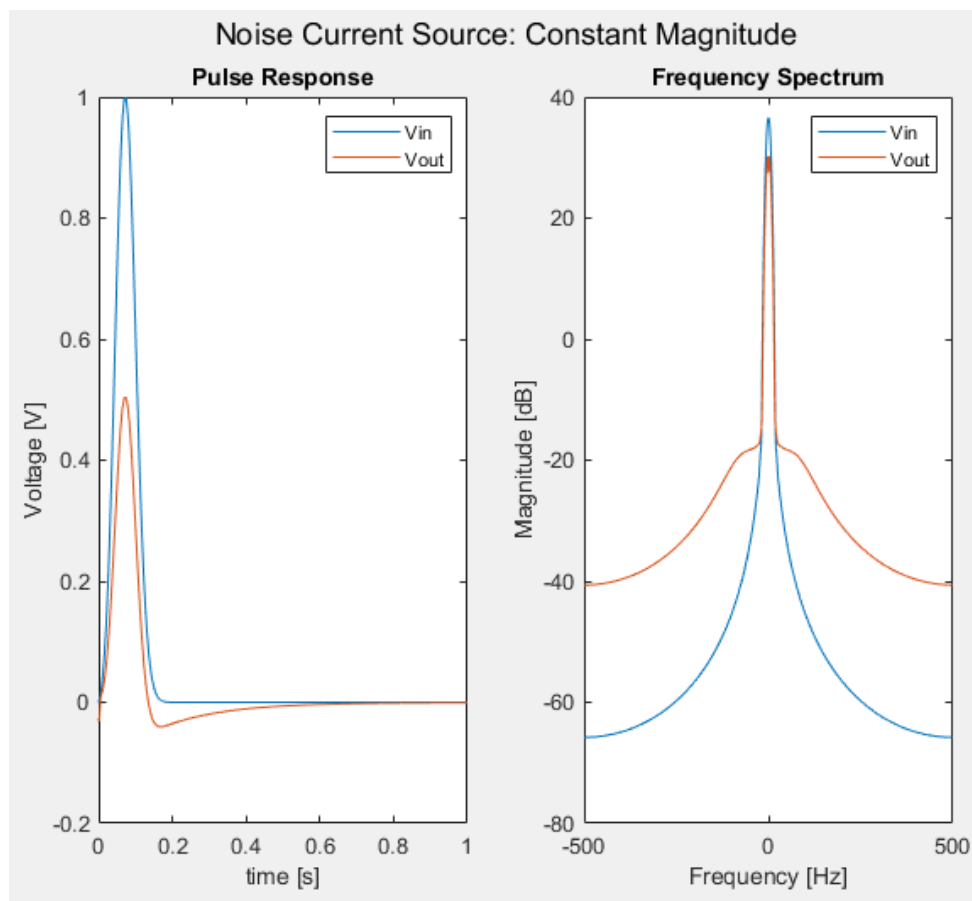 Noise Current Source: Constant Magnitude
Pulse Response
Vin
Vout
1
0.8
0.6
0.4
0.2
0
-0.2
Voltage [V]
0 0.2 0.4 0.6 0.8 1
time [s]
Frequency Spectrum
Vin
Vout
40
20
0
-20
-40
-60
-80
Magnitude [dB]
-500 0 500
Frequency [Hz]